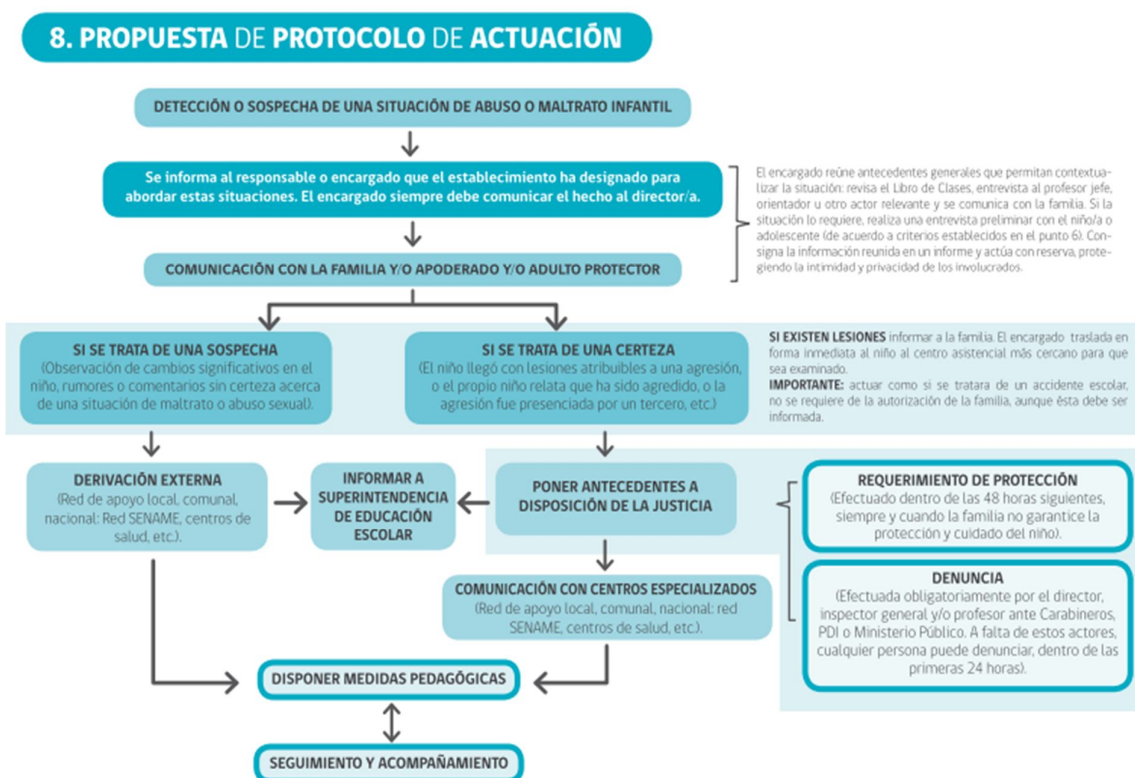 8. PROPUESTA DE PROTOCOLO DE ACTUACIÓN
DETECCIÓN O SOSPECHA DE UNA SITUACIÓN DE ABUSO O MALTRATO INFANTIL
Se informa al responsable o encargado que el establecimiento ha designado para
abordar estas situaciones. El encargado siempre debe comunicar el hecho al director/a.
El encargado reúne antecedentes generales que permitan contextua-
lizar la situación: revisa el Libro de Clases, entrevista al profesor jefe,
orientador u otro actor relevante y se comunica con la familia. Si la
situación lo requiere, realiza una entrevista preliminar con el niño/a o
adolescente (de acuerdo a criterios establecidos en el punto 6). Con-
signa la información reunida en un informe y actúa con reserva, prote-
giendo la intimidad y privacidad de los involucrados.
COMUNICACIÓN CON LA FAMILIA Y/O APODERADO Y/O ADULTO PROTECTOR
SI SE TRATA DE UNA SOSPECHA
(Observación de cambios significativos en el
niño, rumores o comentarios sin certeza acerca
de una situación de maltrato o abuso sexual).
SI SE TRATA DE UNA CERTEZA
(El niño llegó con lesiones atribuibles a una agresión,
o el propio niño relata que ha sido agredido, o la
agresión fue presenciada por un tercero, etc.)
SI EXISTEN LESIONES informar a la familia. El encargado traslada en
forma inmediata al niño al centro asistencial más cercano para que
sea examinado.
IMPORTANTE: actuar como si se tratara de un accidente escolar,
no se requiere de la autorización de la familia, aunque ésta debe ser
informada.
DERIVACIÓN EXTERNA
(Red de apoyo local, comunal,
nacional: Red SENAME, centros de
salud, etc.).
INFORMAR A
SUPERINTENDENCIA
DE EDUCACIÓN
ESCOLAR
PONER ANTECEDENTES A
DISPOSICIÓN DE LA JUSTICIA
REQUERIMIENTO DE PROTECCIÓN
(Efectuado dentro de las 48 horas siguientes,
siempre y cuando la familia no garantice la
protección y cuidado del niño).
DENUNCIA
(Efectuada obligatoriamente por el director,
inspector general y/o profesor ante Carabineros,
PDI o Ministerio Público. A falta de estos actores,
cualquier persona puede denunciar, dentro de las
primeras 24 horas).
COMUNICACIÓN CON CENTROS ESPECIALIZADOS
(Red de apoyo local, comunal, nacional: red
SENAME, centros de salud, etc.).
DISPONER MEDIDAS PEDAGÓGICAS
SEGUIMIENTO Y ACOMPAÑAMIENTO